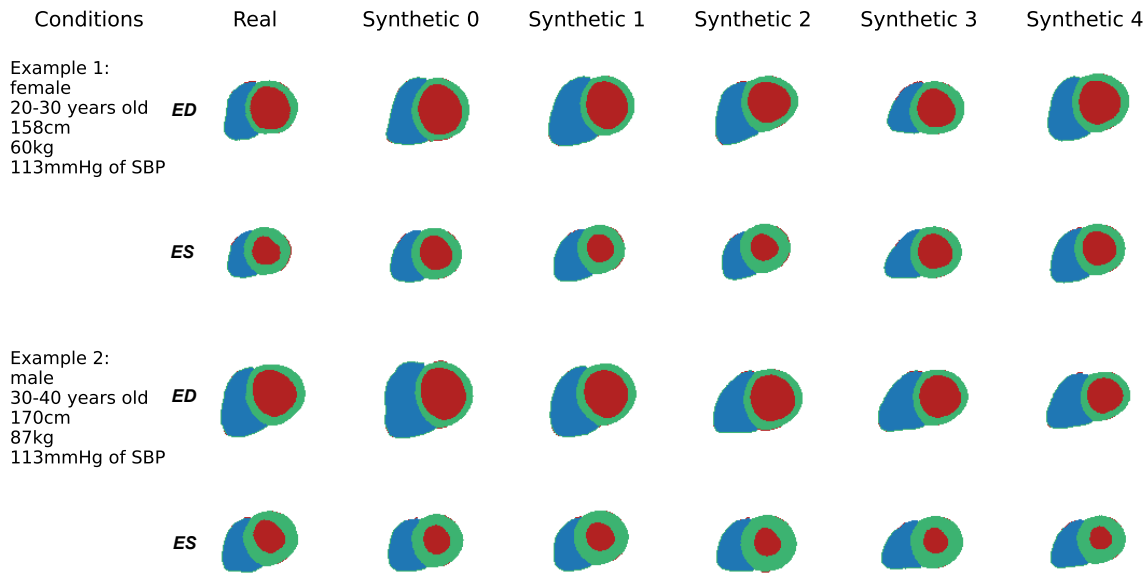 Conditions Real Synthetic 0 Synthetic 1 Synthetic 2 Synthetic 3 Synthetic 4
Example 1:
female
20-30 years old
ED
158cm
60kg
113mmHg of SBP
ES
Example 2:
male
30-40 years old
ED
170cm
87kg
113mmHg of SBP
ES